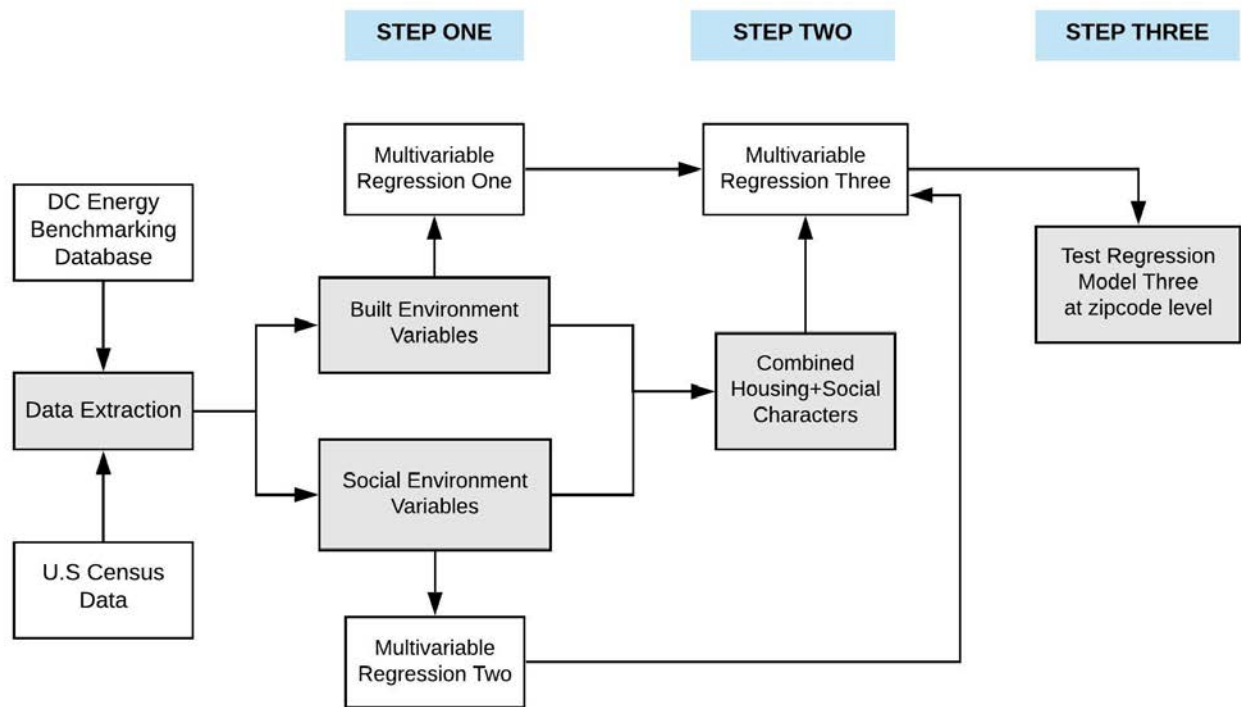 STEP ONE
STEP TWO
STEP THREE
Multivariable
Regression One
Multivariable
Regression Three
DC Energy
Benchmarking
Database
Test Regression
Model Three
at zipcode level
Built Environment
Variables
Combined
Housing+Social
Characters
Data Extraction
Social Environment
Variables
U.S Census
Data
Multivariable
Regression Two